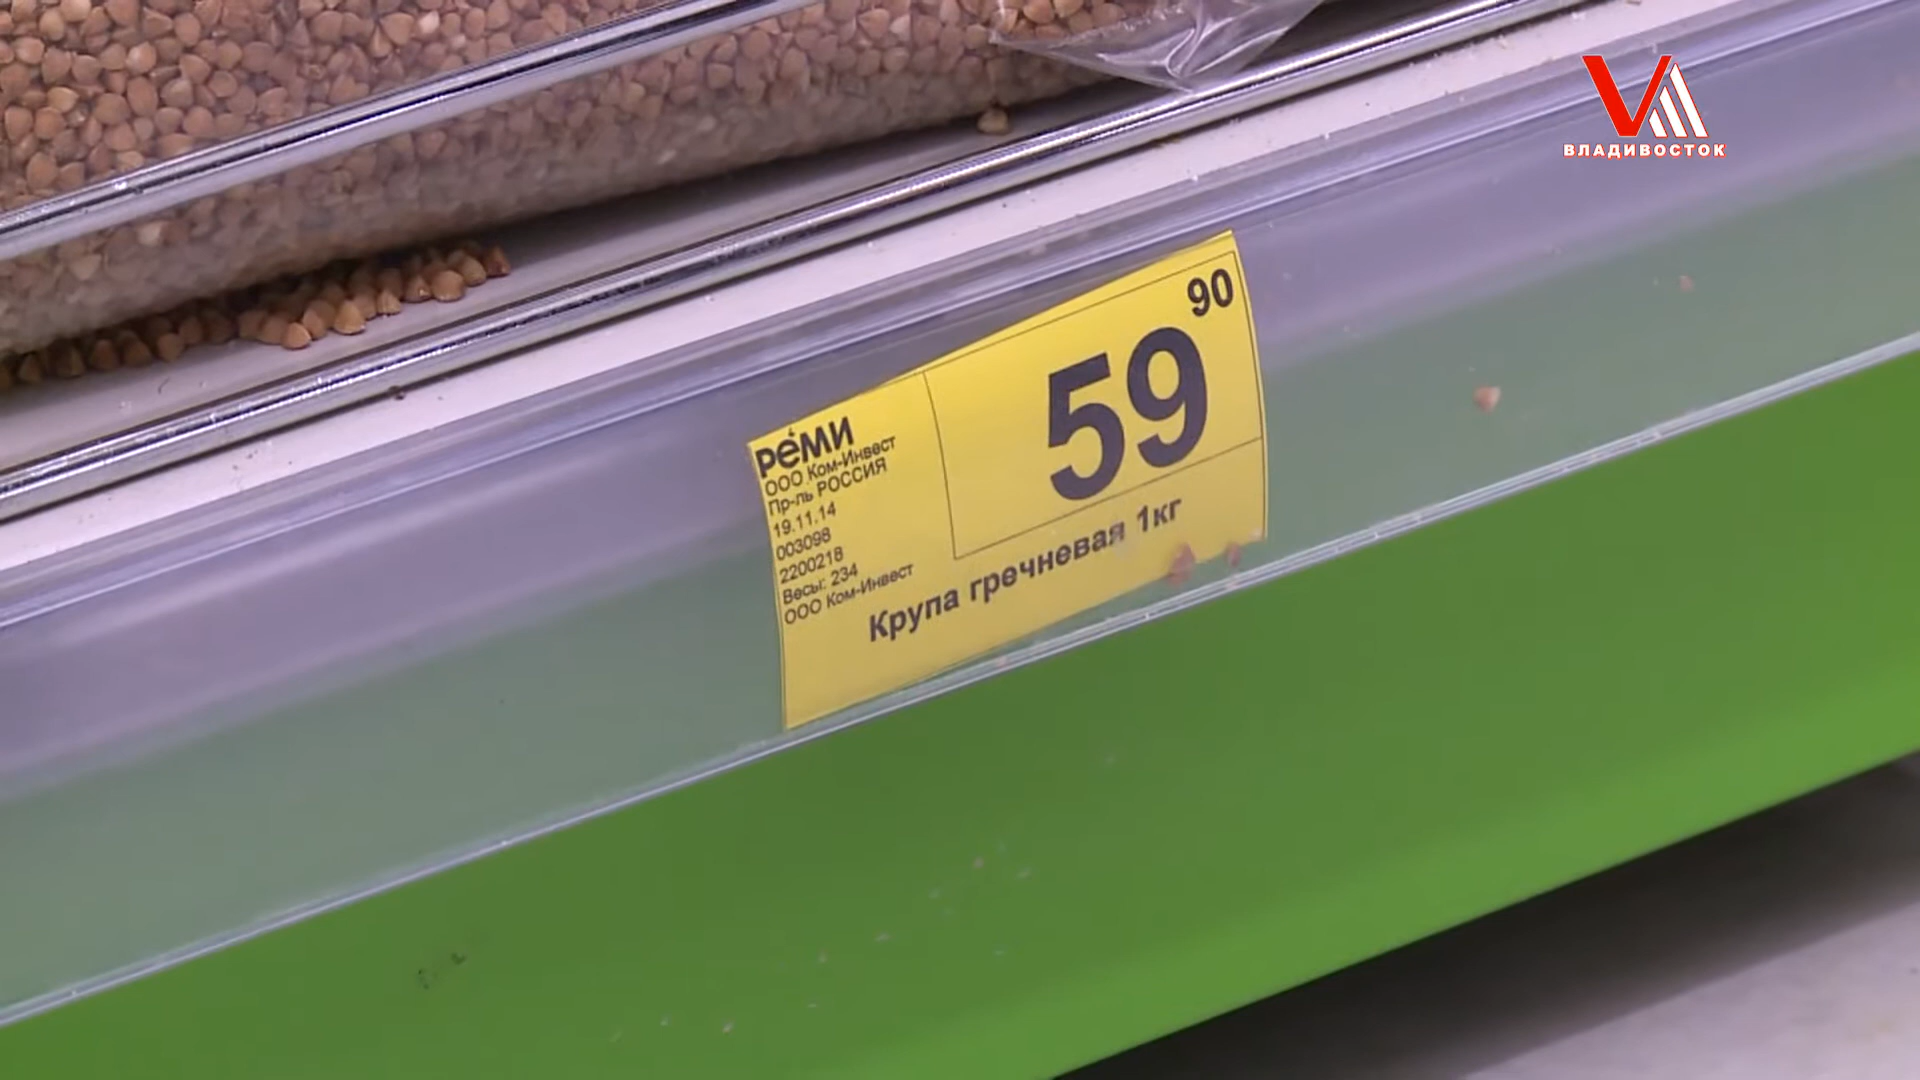 ВЛАДИВОСТОК
90
59
РЕМИ
ООО Ком-Инвест
Пр-ль РОССИЯ
19.11.14
003098
2200218
Весы: 234
ООО Ком-Инвест
Крупа гречневая 1кг